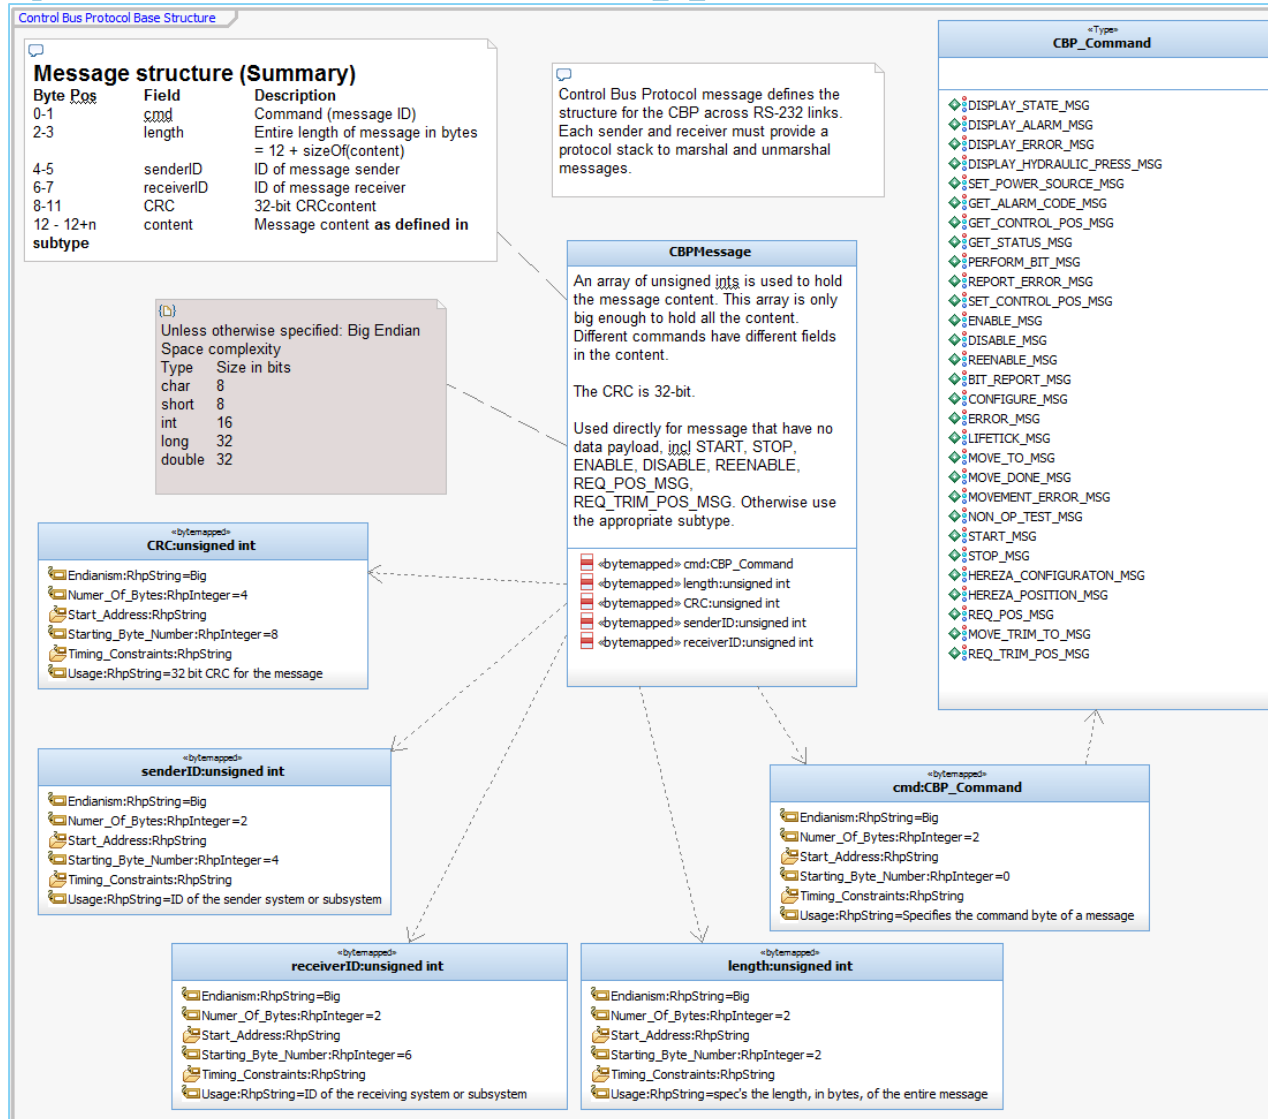 Control Bus Protocol Base Structure
Message structure (Summary)
Byte Pos Field Description
0-1 cmd Command (message ID)
2-3 length Entire length of message in bytes
= 12 + sizeOf(content)
4-5 senderID ID of message sender
6-7 receiverID ID of message receiver
8-11 CRC 32-bit CRCcontent
12 - 12+n content Message content as defined in
subtype
Control Bus Protocol message defines the
structure for the CBP across RS-232 links.
Each sender and receiver must provide a
protocol stack to marshal and unmarshal
messages.
Unless otherwise specified: Big Endian
Space complexity
Type Size in bits
char 8
short 8
int 16
long 32
double 32
CBPMessage
An array of unsigned ints is used to hold
the message content. This array is only
big enough to hold all the content.
Different commands have different fields
in the content.
The CRC is 32-bit.
Used directly for message that have no
data payload, incl START, STOP,
ENABLE, DISABLE, REENABLE,
REQ_POS_MSG,
REQ_TRIM_POS_MSG. Otherwise use
the appropriate subtype.
«bytemapped» cmd:CBP_Command
«bytemapped» length:unsigned int
«bytemapped» CRC:unsigned int
«bytemapped» senderID:unsigned int
«bytemapped» receiverID:unsigned int
«Type»
CBP_Command
DISPLAY_STATE_MSG
DISPLAY_ALARM_MSG
DISPLAY_ERROR_MSG
DISPLAY_HYDRAULIC_PRESS_MSG
SET_POWER_SOURCE_MSG
GET_ALARM_CODE_MSG
GET_CONTROL_POS_MSG
GET_STATUS_MSG
PERFORM_BIT_MSG
REPORT_ERROR_MSG
SET_CONTROL_POS_MSG
ENABLE_MSG
DISABLE_MSG
REENABLE_MSG
BIT_REPORT_MSG
CONFIGURE_MSG
ERROR_MSG
LIFETICK_MSG
MOVE_TO_MSG
MOVE_DONE_MSG
MOVEMENT_ERROR_MSG
NON_OP_TEST_MSG
START_MSG
STOP_MSG
HEREZA_CONFIGURATON_MSG
HEREZA_POSITION_MSG
REQ_POS_MSG
MOVE_TRIM_TO_MSG
REQ_TRIM_POS_MSG
«bytemapped»
CRC:unsigned int
Endianism:RhpString=Big
Numer_Of_Bytes:RhpInteger=4
Start_Address:RhpString
Starting_Byte_Number:RhpInteger=8
Timing_Constraints:RhpString
Usage:RhpString=32 bit CRC for the message
«bytemapped»
senderID:unsigned int
Endianism:RhpString=Big
Numer_Of_Bytes:RhpInteger=2
Start_Address:RhpString
Starting_Byte_Number:RhpInteger=4
Timing_Constraints:RhpString
Usage:RhpString=ID of the sender system or subsystem
«bytemapped»
cmd:CBP_Command
Endianism:RhpString=Big
Numer_Of_Bytes:RhpInteger=2
Start_Address:RhpString
Starting_Byte_Number:RhpInteger=0
Timing_Constraints:RhpString
Usage:RhpString=Specifies the command byte of a message
«bytemapped»
receiverID:unsigned int
Endianism:RhpString=Big
Numer_Of_Bytes:RhpInteger=2
Start_Address:RhpString
Starting_Byte_Number:RhpInteger=6
Timing_Constraints:RhpString
Usage:RhpString=ID of the receiving system or subsystem
«bytemapped»
length:unsigned int
Endianism:RhpString=Big
Numer_Of_Bytes:RhpInteger=2
Start_Address:RhpString
Starting_Byte_Number:RhpInteger=2
Timing_Constraints:RhpString
Usage:RhpString=spec's the length, in bytes, of the entire message